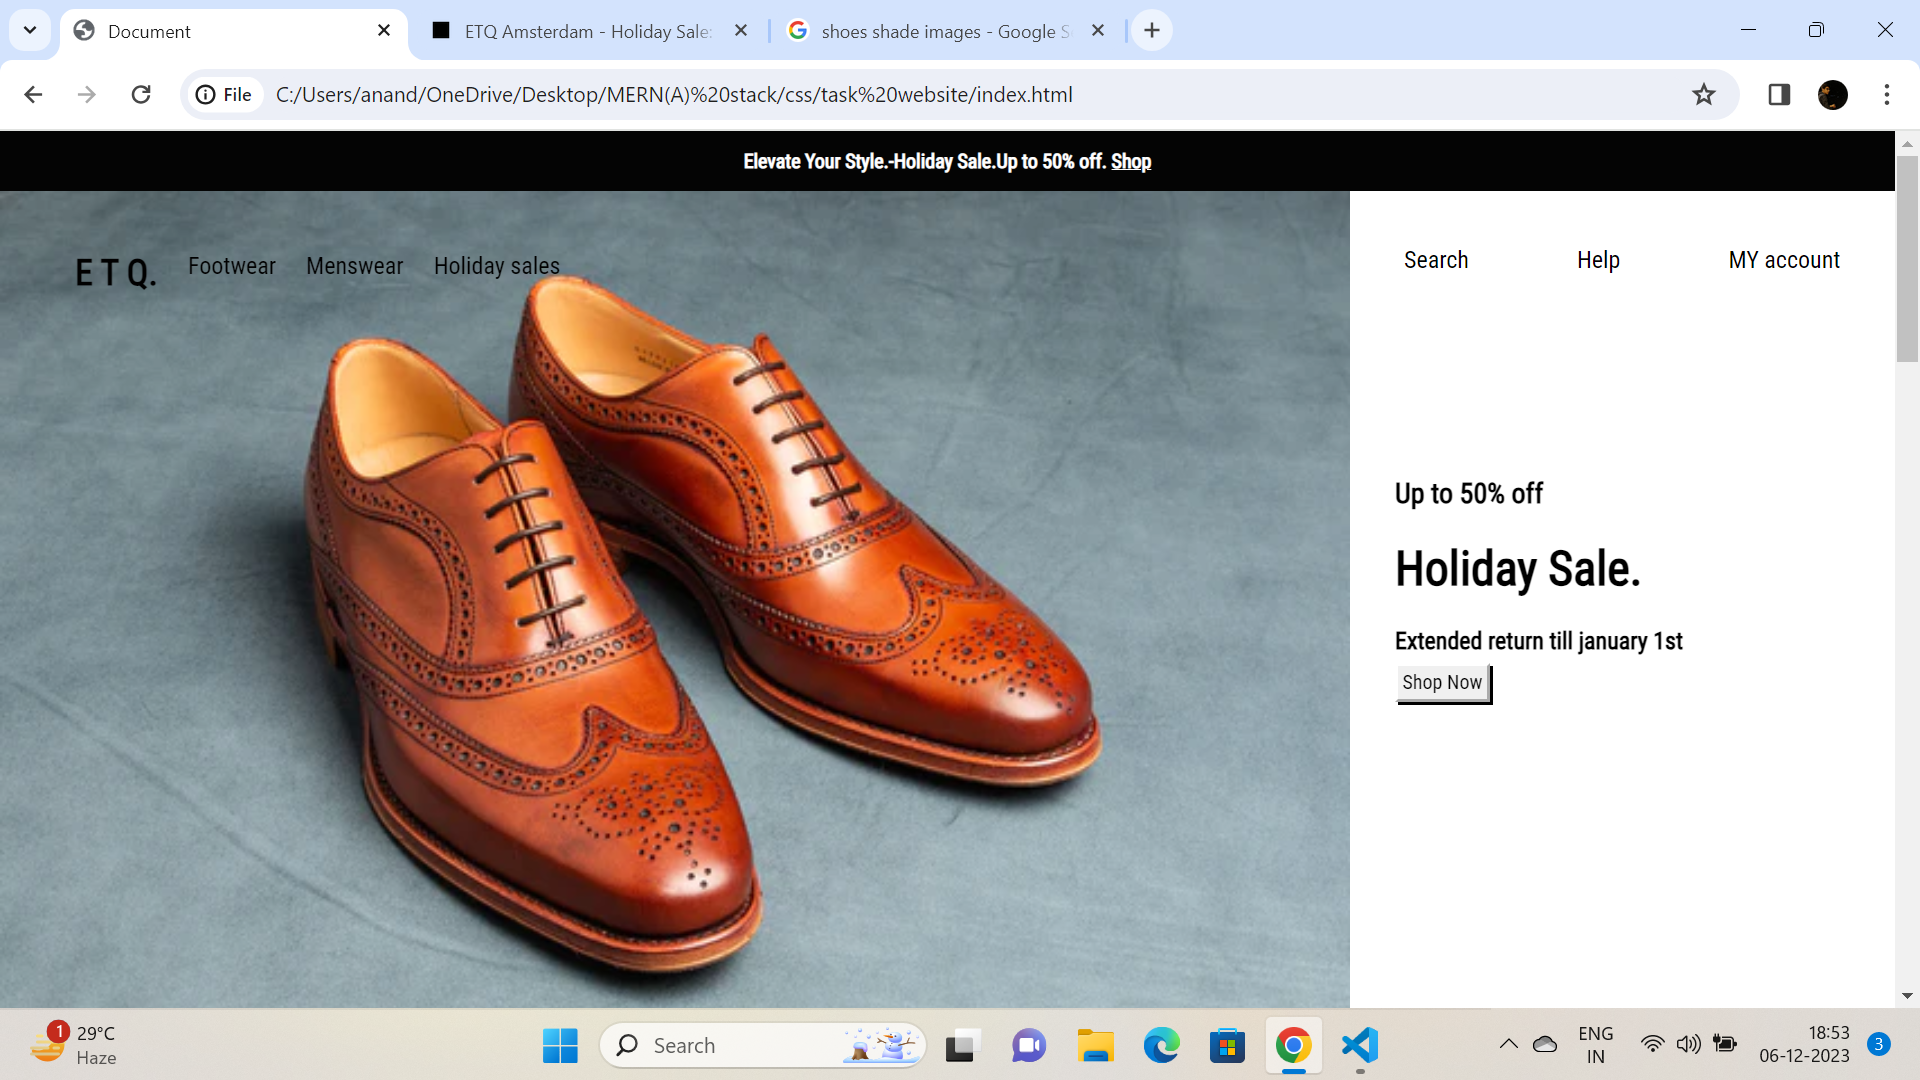 Document
ETQ Amsterdam - Holiday Sale:
shoes shade images - Google S
File
C:/Users/anand/OneDrive/Desktop/MERN(A)%20stack/css/task%20website/index.html
Elevate Your Style.-Holiday Sale.Up to 50% off. Shop
E T Q. Footwear Menswear Holiday sales
Search Help MY account
Up to 50% off
Holiday Sale.
Extended return till january 1st
Shop Now
1
29°C
Haze
Search
ENG
IN
18:53
06-12-2023
3